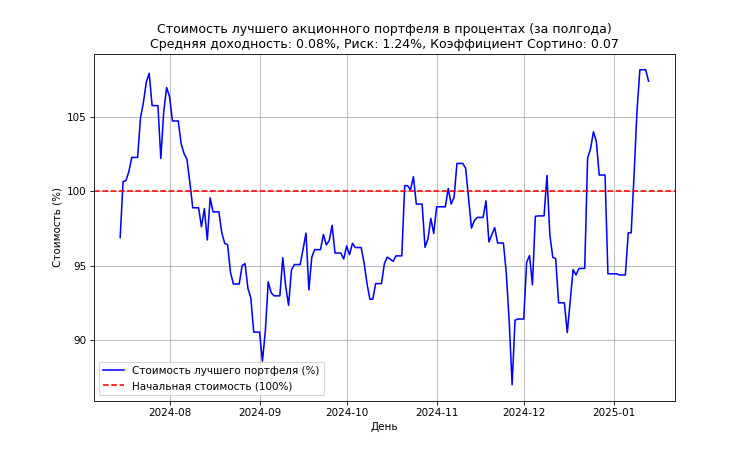 Стоимость лучшего акционного портфеля в процентах (за полгода)
Средняя доходность: 0.08%, Риск: 1.24%, Коэффициент Сортино: 0.07
Стоимость (%)
105
100
95
90
Стоимость лучшего портфеля (%)
Начальная стоимость (100%)
2024-08
2024-09
2024-10
2024-11
2024-12
2025-01
День